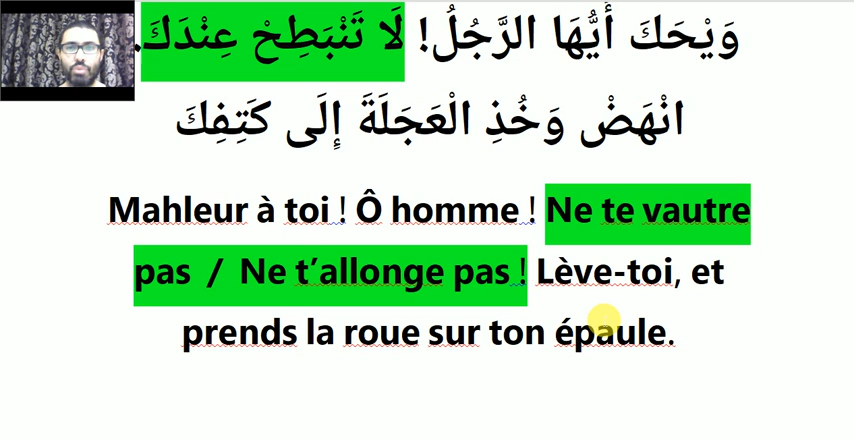 وَيْحَكَ أَيُّهَا الرَّجُلُ! لَا تَنْبَطِحْ عِنْدَكَ.
انْهَضْ وَخُذِ الْعَجَلَةَ إِلَى كَتِفِكَ
Mahleur à toi ! Ô homme ! Ne te vautre
pas / Ne t’allonge pas ! Lève-toi, et
prends la roue sur ton épaule.